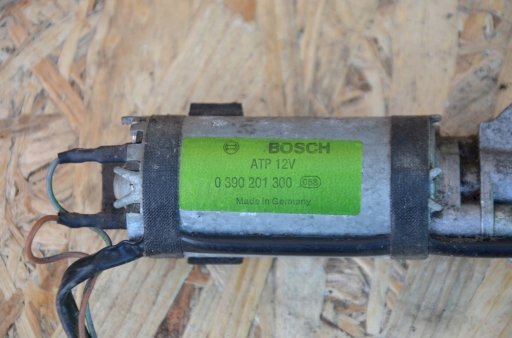 BOSCH
ATP 12V
0 390 201 300
Made in Germany